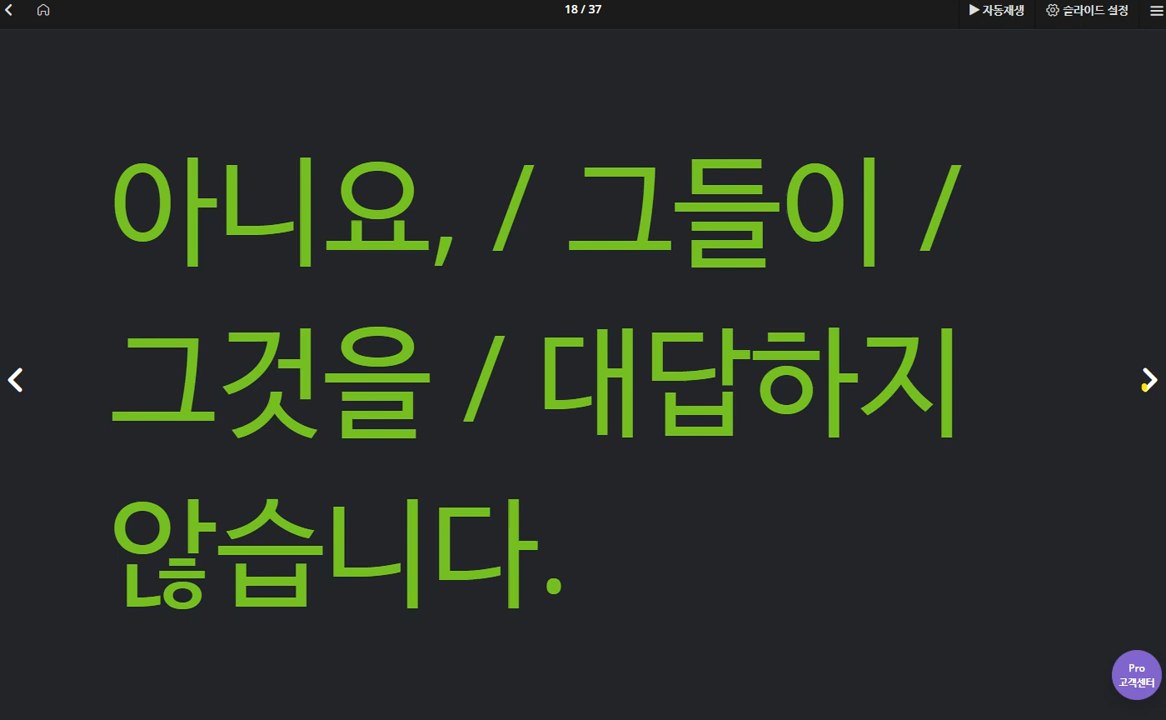 18 / 37
자동재생
슬라이드 설정
아니요, / 그들이 /
그것을 / 대답하지
않습니다.
Pro
고객센터